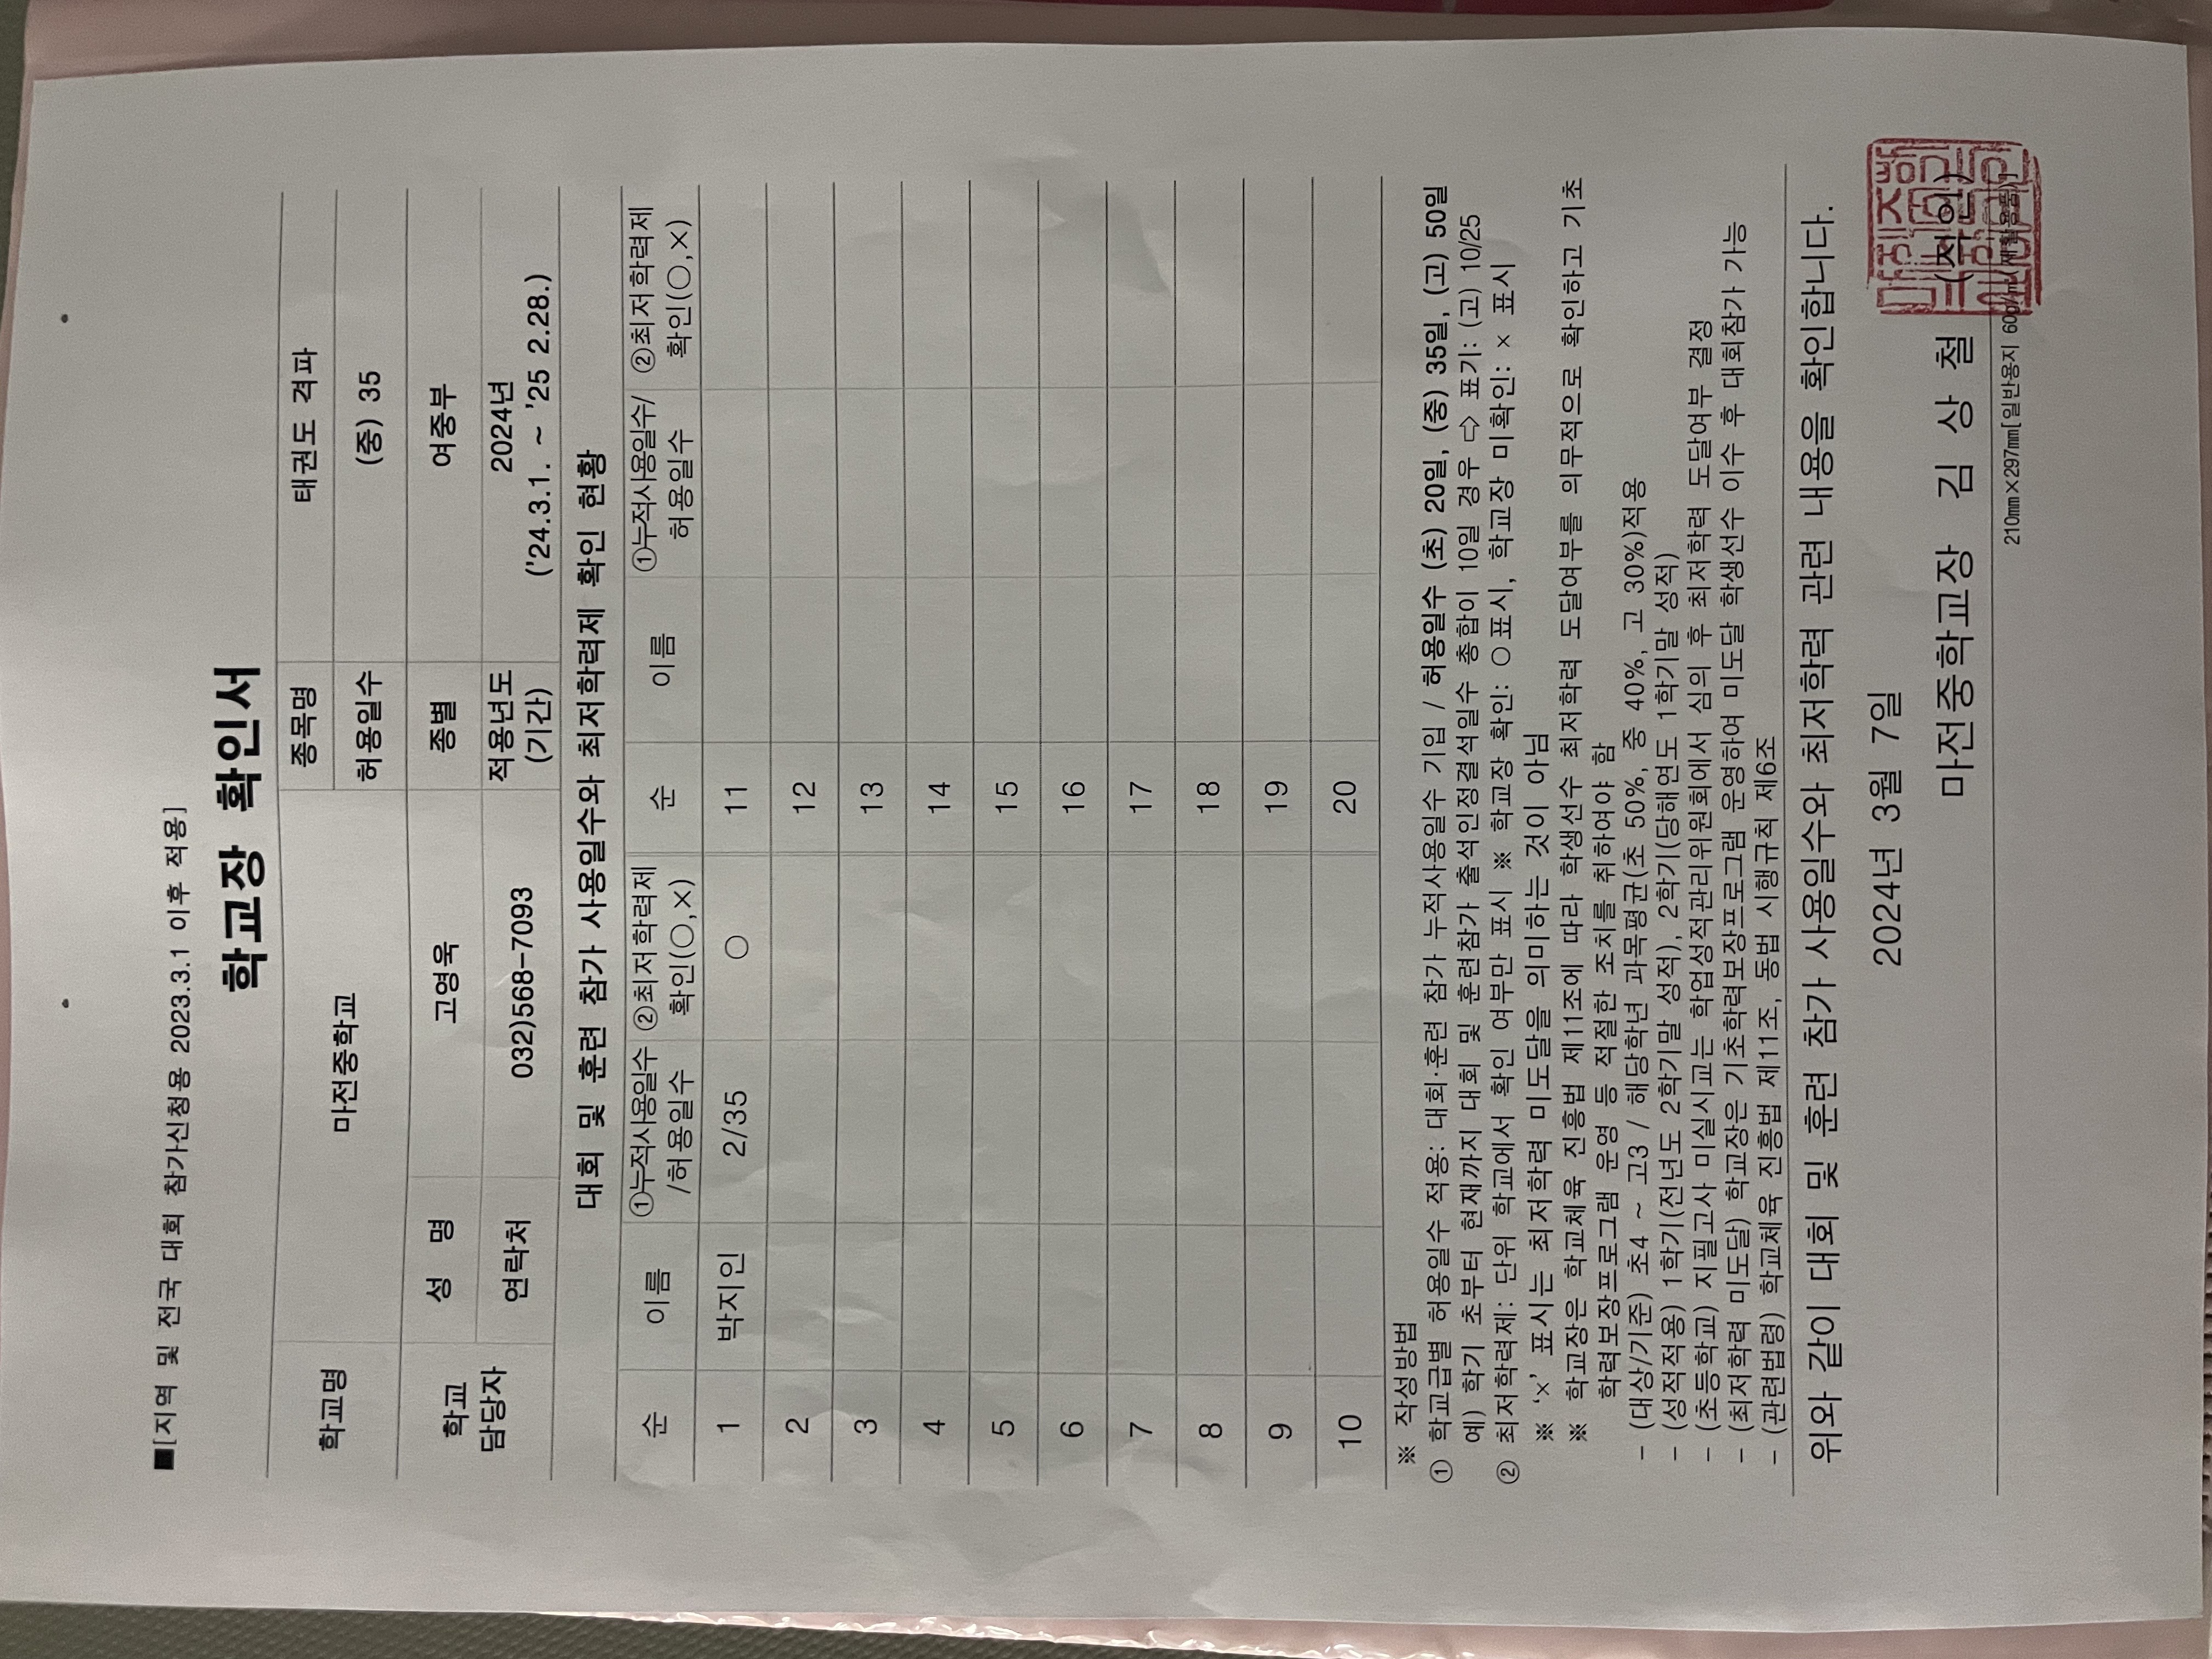 ■[지역 및 전국 대회 참가신청용 2023.3.1 이후 적용]
학교장 확인서
학교명 마전중학교 종목명 태권도 격파
허용일수 (중) 35
학교
담당자
성 명 고영욱 종별 여중부
연락처 032)568-7093 적용년도
(기간) 2024년
('24.3.1. ~ '25 2.28.)
대회 및 훈련 참가 사용일수와 최저학력제 확인 현황
순 이름 ①누적사용일수
/허용일수 ②최저학력제
확인(○,×) 순 이름 ①누적사용일수/
허용일수 ②최저학력제
확인(○,×)
1 박지인 2/35 ○ 11
2 12
3 13
4 14
5 15
6 16
7 17
8 18
9 19
10 20
※ 작성방법
① 학교급별 허용일수 적용: 대회·훈련 참가 누적사용일수 기입 / 허용일수 (초) 20일, (중) 35일, (고) 50일
예) 학기 초부터 현재까지 대회 및 훈련참가 출석인정결석일수 총합이 10일 경우 ⇨ 표기: (고) 10/25
② 최저학력제: 단위 학교에서 확인 여부만 표시 ※ 학교장 확인: ○ 표시, 학교장 미확인: × 표시
※ '×' 표시는 최저학력 미도달을 의미하는 것이 아님
※ 학교장은 학교체육 진흥법 제11조에 따라 학생선수 최저학력 도달여부를 의무적으로 확인하고 기초
학력보장프로그램 운영 등 적절한 조치를 취하여야 함
- (대상/기준) 초4 ~ 고3 / 해당학년 과목평균(초 50%, 중 40%, 고 30%)적용
- (성적적용) 1학기(전년도 2학기말 성적), 2학기(당해연도 1학기말 성적)
- (초등학교) 지필고사 미실시교는 학업성적관리위원회에서 심의 후 최저학력 도달여부 결정
- (최저학력 미도달) 학교장은 기초학력보장프로그램 운영하여 미도달 학생선수 이수 후 대회참가 가능
- (관련법령) 학교체육 진흥법 제11조, 동법 시행규칙 제6조
위와 같이 대회 및 훈련 참가 사용일수와 최저학력 관련 내용을 확인합니다.
2024년 3월 7일
마전중학교장 김 상 철 (직인)
210㎜×297㎜[일반용지 60g/㎡(재활용품)]